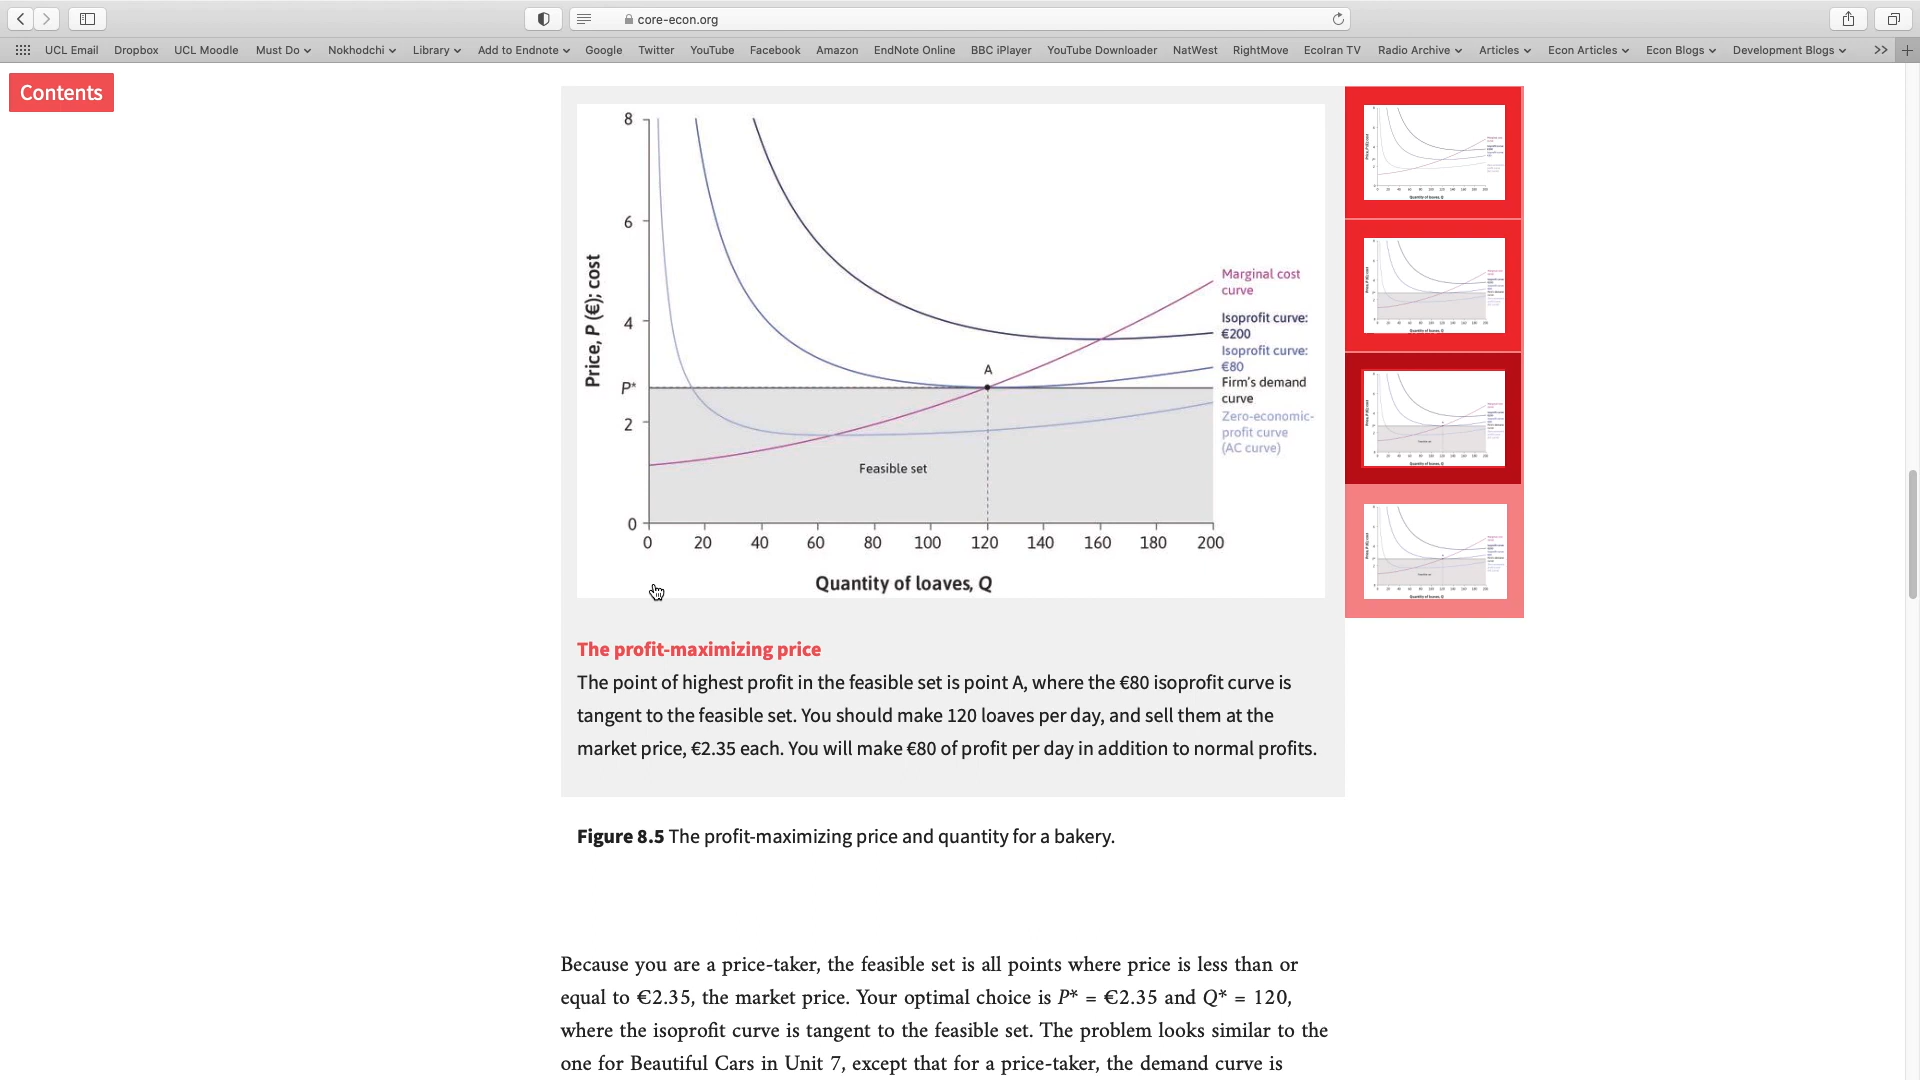 core-econ.org
UCL Email Dropbox UCL Moodle Must Do Nokhodchi Library Add to Endnote Google Twitter YouTube Facebook Amazon EndNote Online BBC iPlayer YouTube Downloader NatWest RightMove EcoIran TV Radio Archive Articles Econ Articles Econ Blogs Development Blogs
Contents
8
6
4
P*
2
0
Price, P (€); cost
0 20 40 60 80 100 120 140 160 180 200
Quantity of loaves, Q
A
Feasible set
Marginal cost
curve
Isoprofit curve:
€200
Isoprofit curve:
€80
Firm's demand
curve
Zero-economic-
profit curve
(AC curve)
The profit-maximizing price
The point of highest profit in the feasible set is point A, where the €80 isoprofit curve is
tangent to the feasible set. You should make 120 loaves per day, and sell them at the
market price, €2.35 each. You will make €80 of profit per day in addition to normal profits.
Figure 8.5 The profit-maximizing price and quantity for a bakery.
Because you are a price-taker, the feasible set is all points where price is less than or
equal to €2.35, the market price. Your optimal choice is P* = €2.35 and Q* = 120,
where the isoprofit curve is tangent to the feasible set. The problem looks similar to the
one for Beautiful Cars in Unit 7, except that for a price-taker, the demand curve is